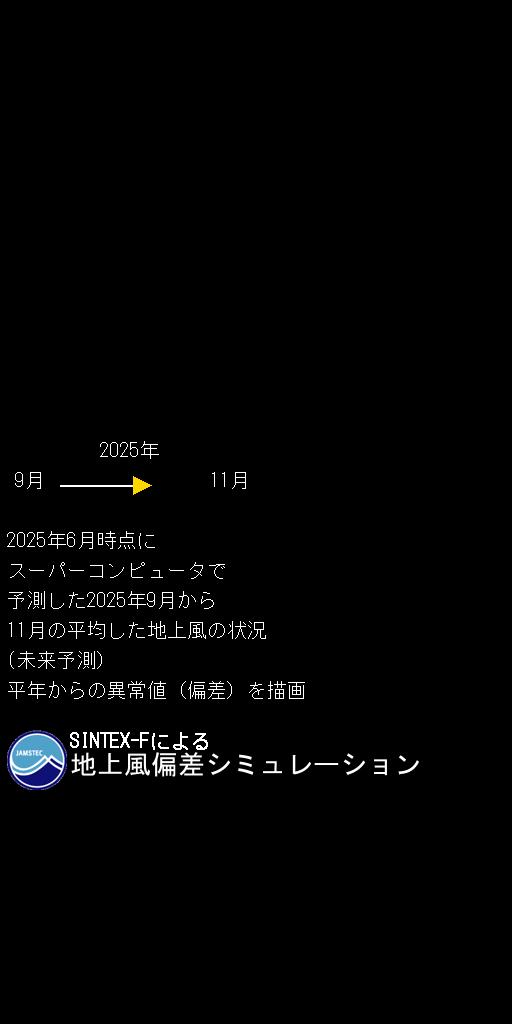 2025年
9月 11月
2025年6月時点に
スーパーコンピュータで
予測した2025年9月から
11月の平均した地上風の状況
(未来予測)
平年からの異常値（偏差）を描画
JAMSTEC
SINTEX-Fによる
地上風偏差シミュレーション